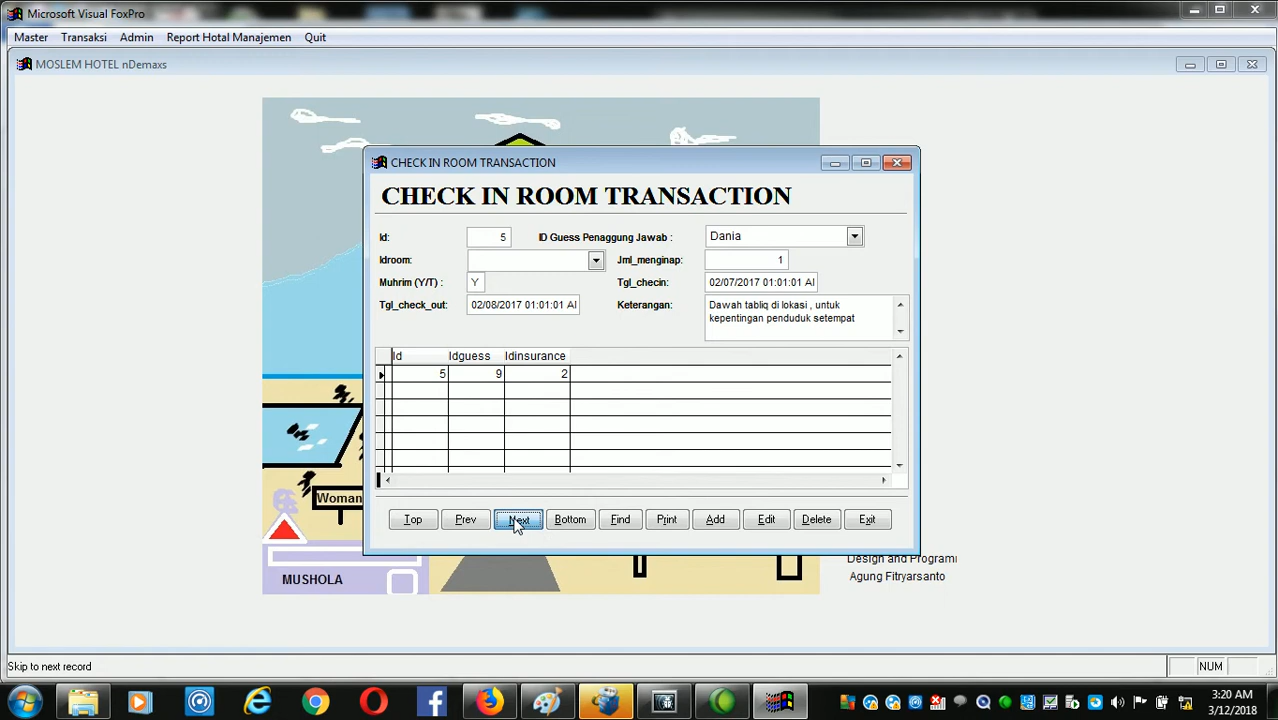 Microsoft Visual FoxPro
Master Transaksi Admin Report Hotal Manajemen Quit
MOSLEM HOTEL nDemaxs
CHECK IN ROOM TRANSACTION
CHECK IN ROOM TRANSACTION
Id: 5 ID Guess Penaggung Jawab : Dania
Idroom: Jml_menginap: 1
Muhrim (Y/T) : Y Tgl_checin: 02/07/2017 01:01:01 AI
Tgl_check_out: 02/08/2017 01:01:01 AI Keterangan: Dawah tabliq di lokasi , untuk
kepentingan penduduk setempat
Id Idguess Idinsurance
5 9 2
Woman
Top Prev Next Bottom Find Print Add Edit Delete Exit
Design and Programi
MUSHOLA Agung Fitryarsanto
Skip to next record NUM
3:20 AM
3/12/2018